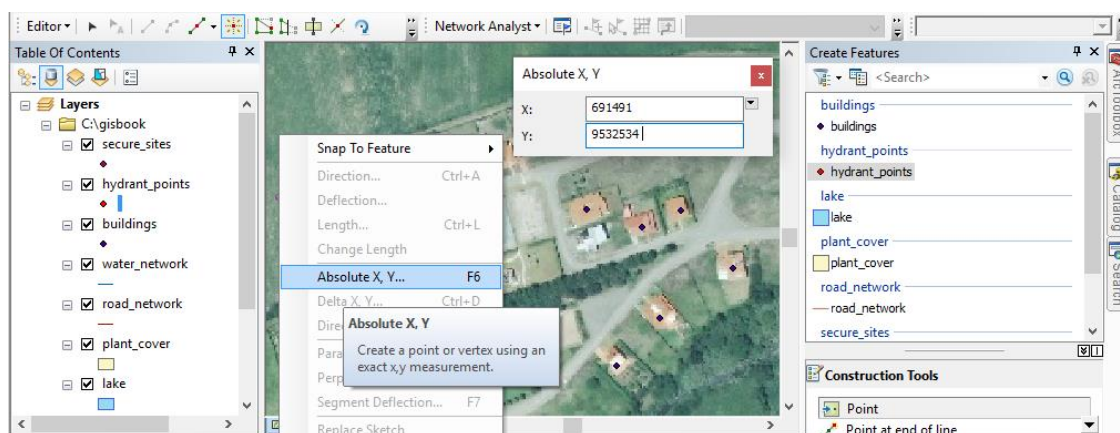 Editor
Network Analyst
Table Of Contents
Layers
C:\gisbook
secure_sites
hydrant_points
buildings
water_network
road_network
plant_cover
lake
Snap To Feature
Direction... Ctrl+A
Deflection...
Length... Ctrl+L
Change Length
Absolute X, Y... F6
Delta X, Y... Ctrl+D
Absolute X, Y
Create a point or vertex using an
exact x,y measurement.
Segment Deflection... F7
Replace Sketch
Absolute X, Y
x
X: 691491
Y: 9532534
Create Features
<Search>
buildings
buildings
hydrant_points
hydrant_points
lake
lake
plant_cover
plant_cover
road_network
road_network
secure_sites
Construction Tools
Point
Point at end of line
ArcToolbox
Catalog
Search